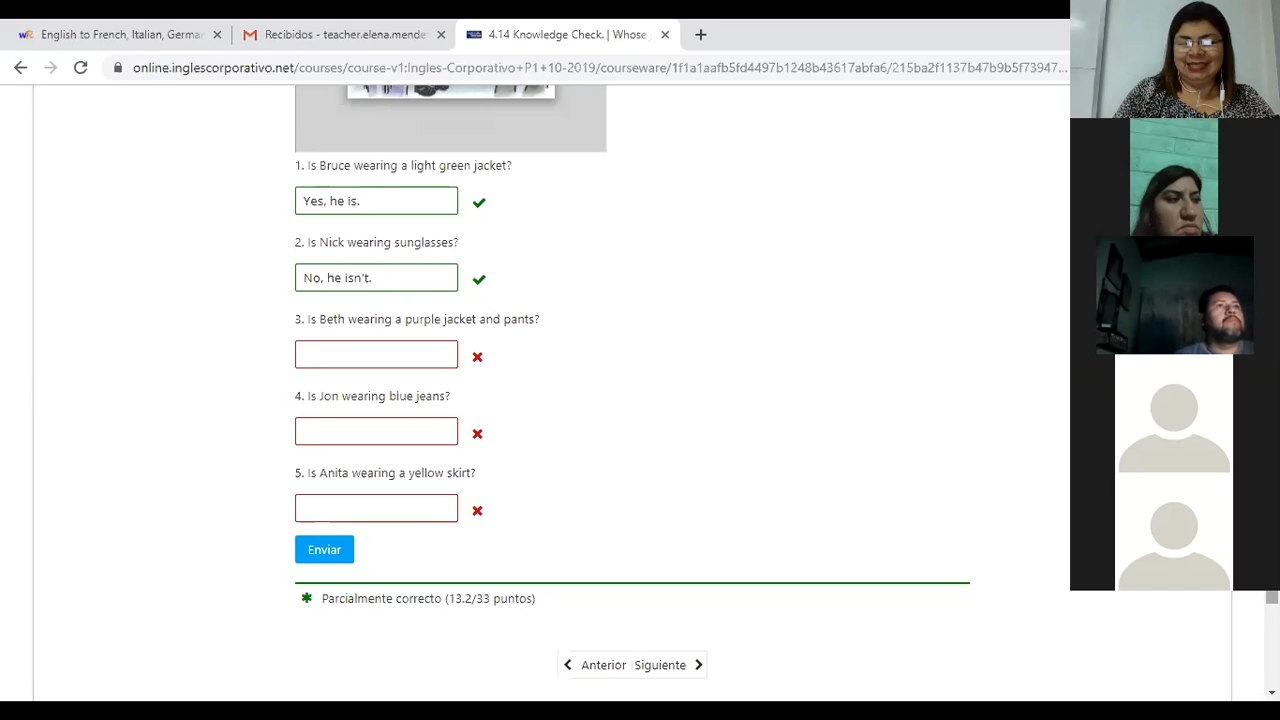 English to French, Italian, Germa
Recibidos - teacher.elena.mende
4.14 Knowledge Check. | Whose
online.inglescorporativo.net/courses/course-v1:Ingles-Corporativo+P1+10-2019/courseware/1f1a1aafb5fd4497b1248b43617abfa6/215ba2f1137b47b9b5f73947...
1. Is Bruce wearing a light green jacket?
Yes, he is.
2. Is Nick wearing sunglasses?
No, he isn't.
3. Is Beth wearing a purple jacket and pants?
4. Is Jon wearing blue jeans?
5. Is Anita wearing a yellow skirt?
Enviar
Parcialmente correcto (13.2/33 puntos)
Anterior Siguiente